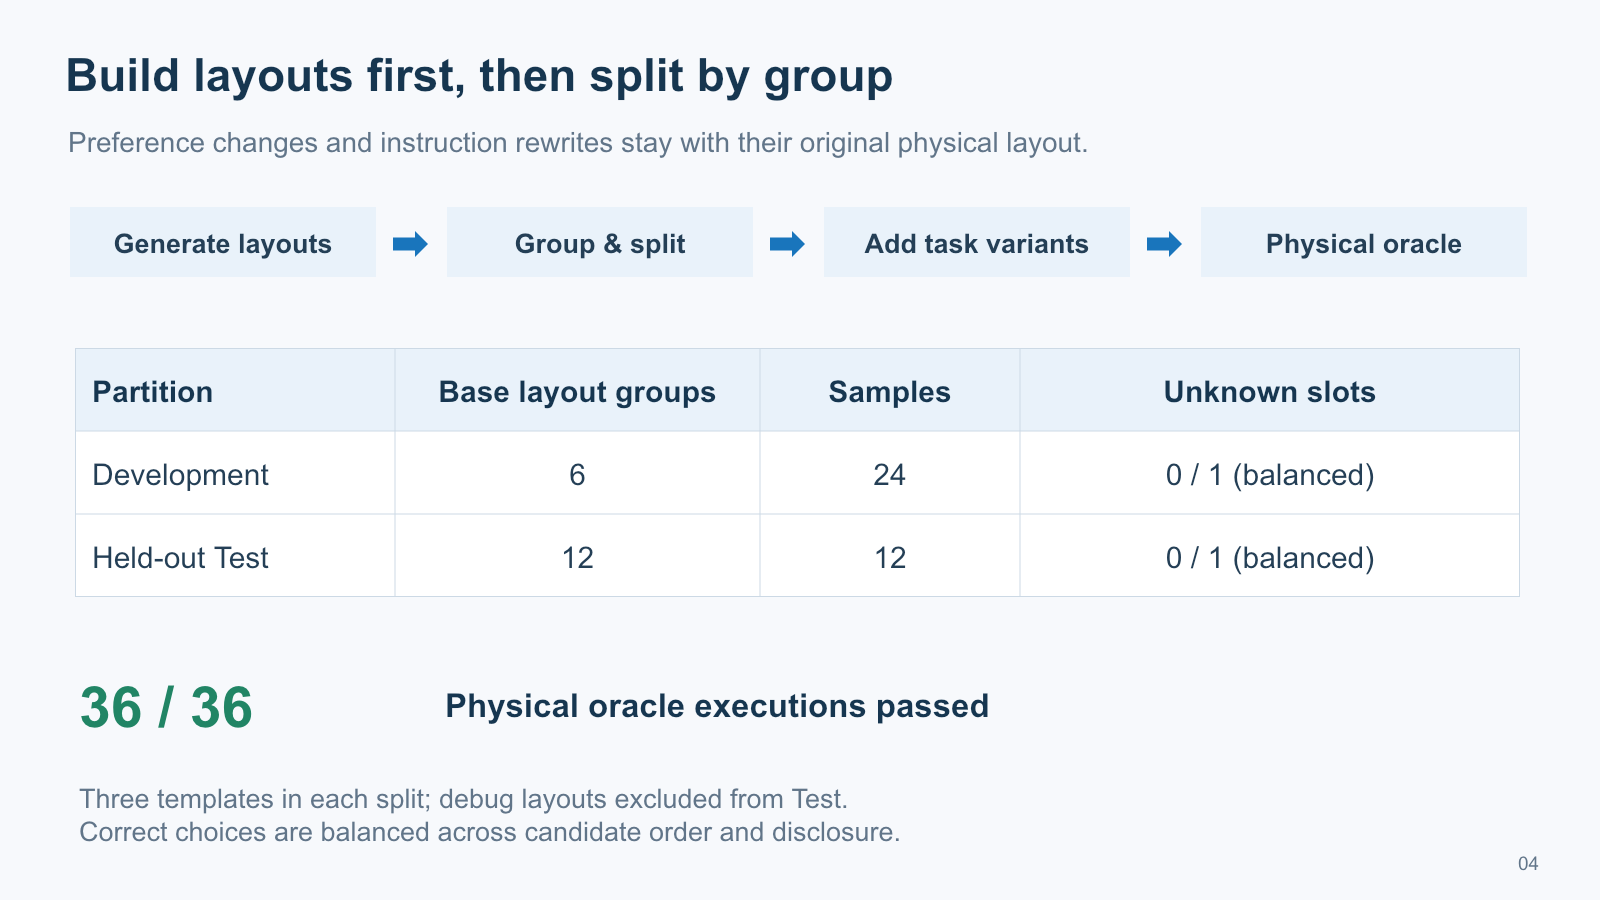 Build layouts first, then split by group
Preference changes and instruction rewrites stay with their original physical layout.
Generate layouts
Group & split
Add task variants
Physical oracle
Partition
Base layout groups
Samples
Unknown slots
Development
6
24
0 / 1 (balanced)
Held-out Test
12
12
0 / 1 (balanced)
36 / 36
Physical oracle executions passed
Three templates in each split; debug layouts excluded from Test.
Correct choices are balanced across candidate order and disclosure.
04